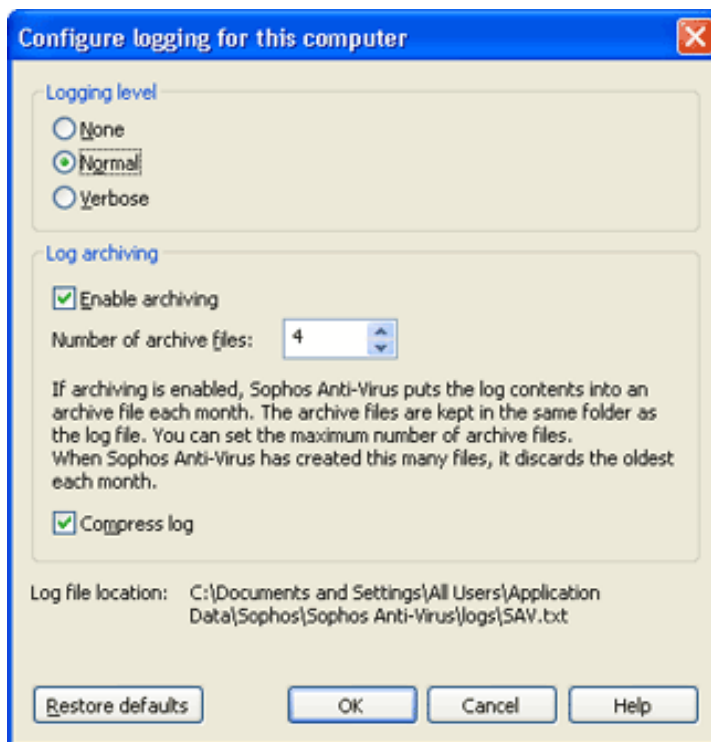 Configure logging for this computer
Logging level
None
Normal
Verbose
Log archiving
Enable archiving
Number of archive files: 4
If archiving is enabled, Sophos Anti-Virus puts the log contents into an
archive file each month. The archive files are kept in the same folder as
the log file. You can set the maximum number of archive files.
When Sophos Anti-Virus has created this many files, it discards the oldest
each month.
Compress log
Log file location: C:\Documents and Settings\All Users\Application
Data\Sophos\Sophos Anti-Virus\logs\SAV.txt
Restore defaults OK Cancel Help